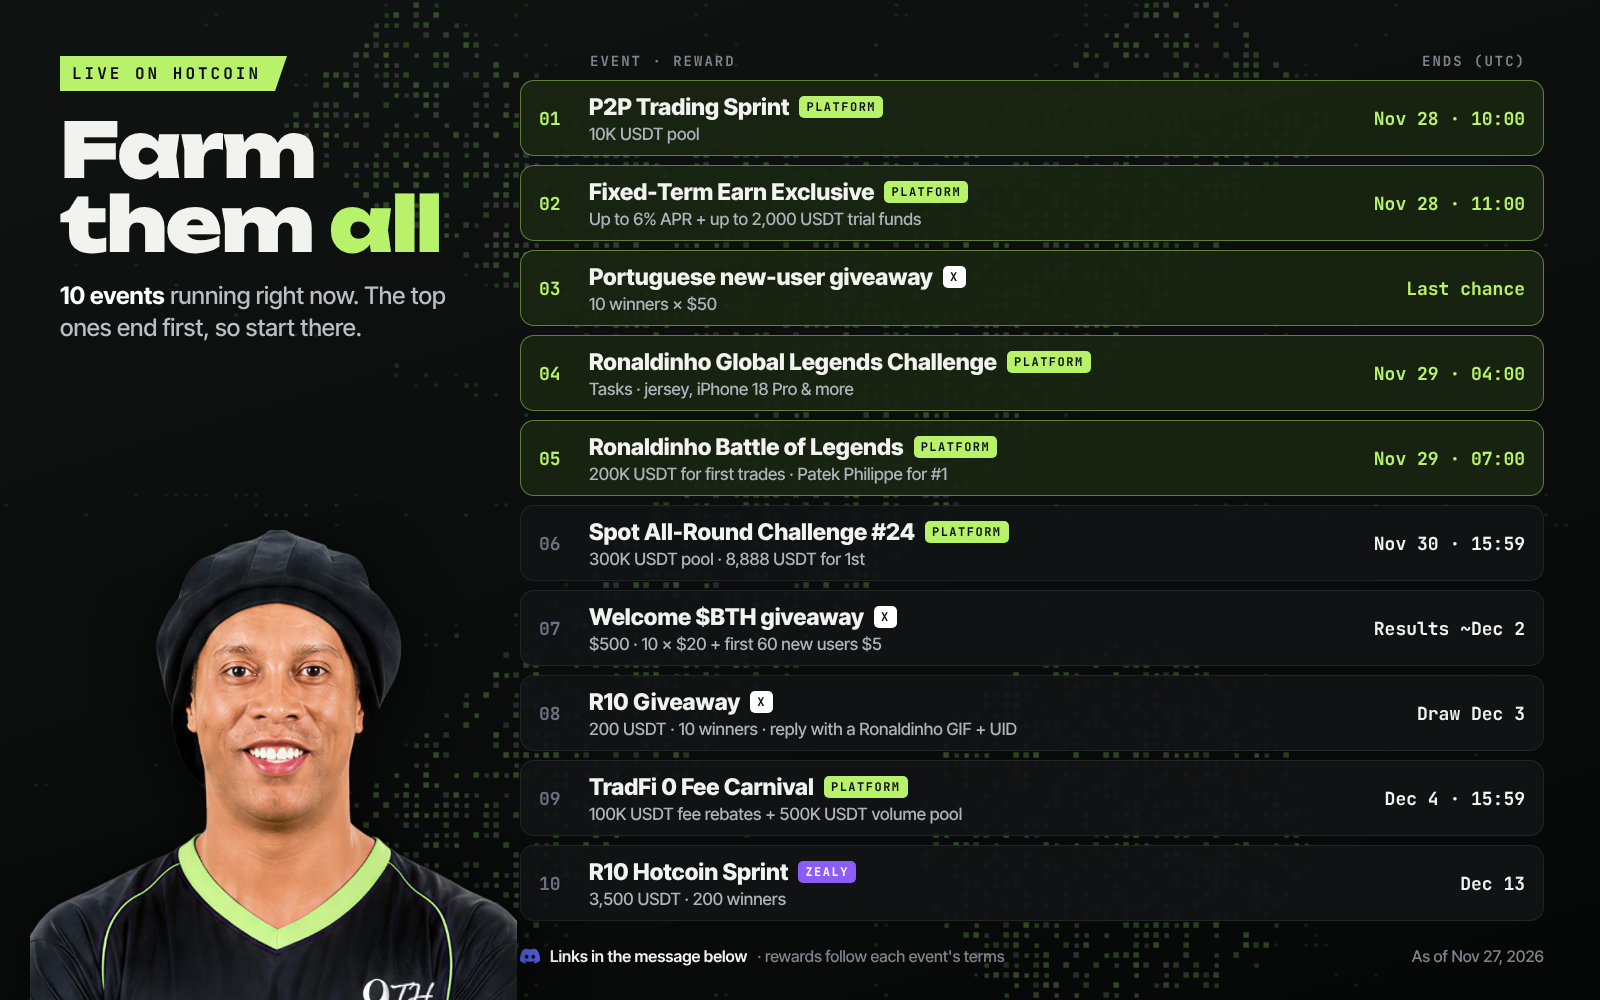 LIVE ON HOTCOIN
Farm
them all
10 events running right now. The top
ones end first, so start there.
EVENT · REWARD
ENDS (UTC)
01
P2P Trading Sprint PLATFORM
10K USDT pool
Nov 28 · 10:00
02
Fixed-Term Earn Exclusive PLATFORM
Up to 6% APR + up to 2,000 USDT trial funds
Nov 28 · 11:00
03
Portuguese new-user giveaway X
10 winners × $50
Last chance
04
Ronaldinho Global Legends Challenge PLATFORM
Tasks · jersey, iPhone 18 Pro & more
Nov 29 · 04:00
05
Ronaldinho Battle of Legends PLATFORM
200K USDT for first trades · Patek Philippe for #1
Nov 29 · 07:00
06
Spot All-Round Challenge #24 PLATFORM
300K USDT pool · 8,888 USDT for 1st
Nov 30 · 15:59
07
Welcome $BTH giveaway X
$500 · 10 × $20 + first 60 new users $5
Results ~Dec 2
08
R10 Giveaway X
200 USDT · 10 winners · reply with a Ronaldinho GIF + UID
Draw Dec 3
09
TradFi 0 Fee Carnival PLATFORM
100K USDT fee rebates + 500K USDT volume pool
Dec 4 · 15:59
10
R10 Hotcoin Sprint ZEALY
3,500 USDT · 200 winners
Dec 13
Links in the message below · rewards follow each event's terms
As of Nov 27, 2026